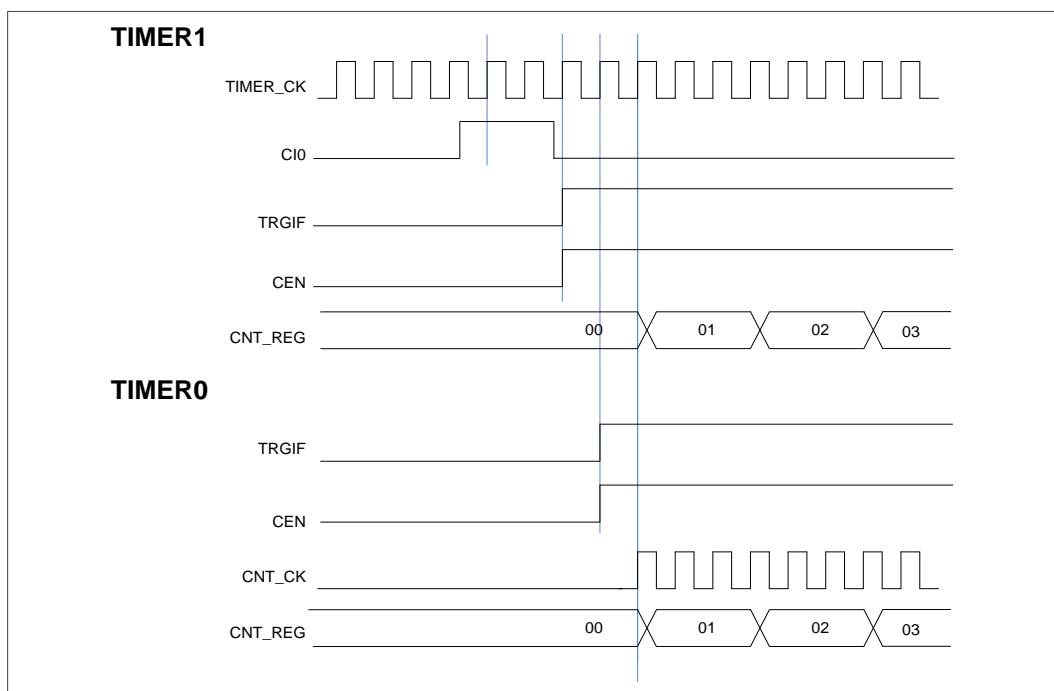 TIMER1
TIMER_CK
CI0
TRGIF
CEN
CNT_REG 00 01 02 03
TIMER0
TRGIF
CEN
CNT_CK
CNT_REG 00 01 02 03